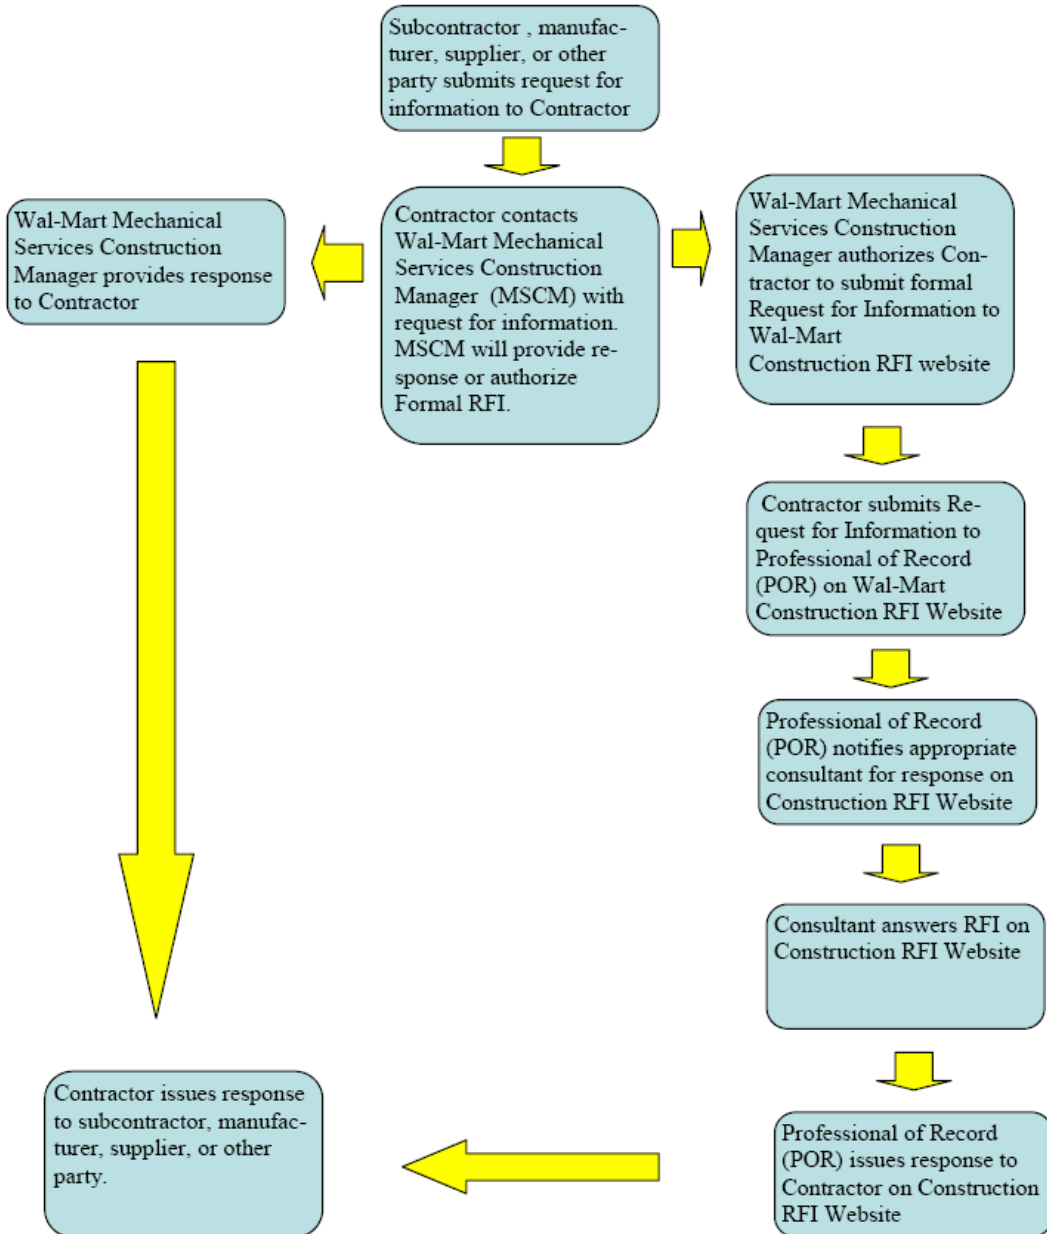 Subcontractor , manufac-
turer, supplier, or other
party submits request for
information to Contractor
Wal-Mart Mechanical
Services Construction
Manager provides response
to Contractor
Contractor contacts
Wal-Mart Mechanical
Services Construction
Manager (MSCM) with
request for information.
MSCM will provide re-
sponse or authorize
Formal RFI.
Wal-Mart Mechanical
Services Construction
Manager authorizes Con-
tractor to submit formal
Request for Information to
Wal-Mart
Construction RFI website
Contractor submits Re-
quest for Information to
Professional of Record
(POR) on Wal-Mart
Construction RFI Website
Professional of Record
(POR) notifies appropriate
consultant for response on
Construction RFI Website
Consultant answers RFI on
Construction RFI Website
Professional of Record
(POR) issues response to
Contractor on Construction
RFI Website
Contractor issues response
to subcontractor, manufac-
turer, supplier, or other
party.